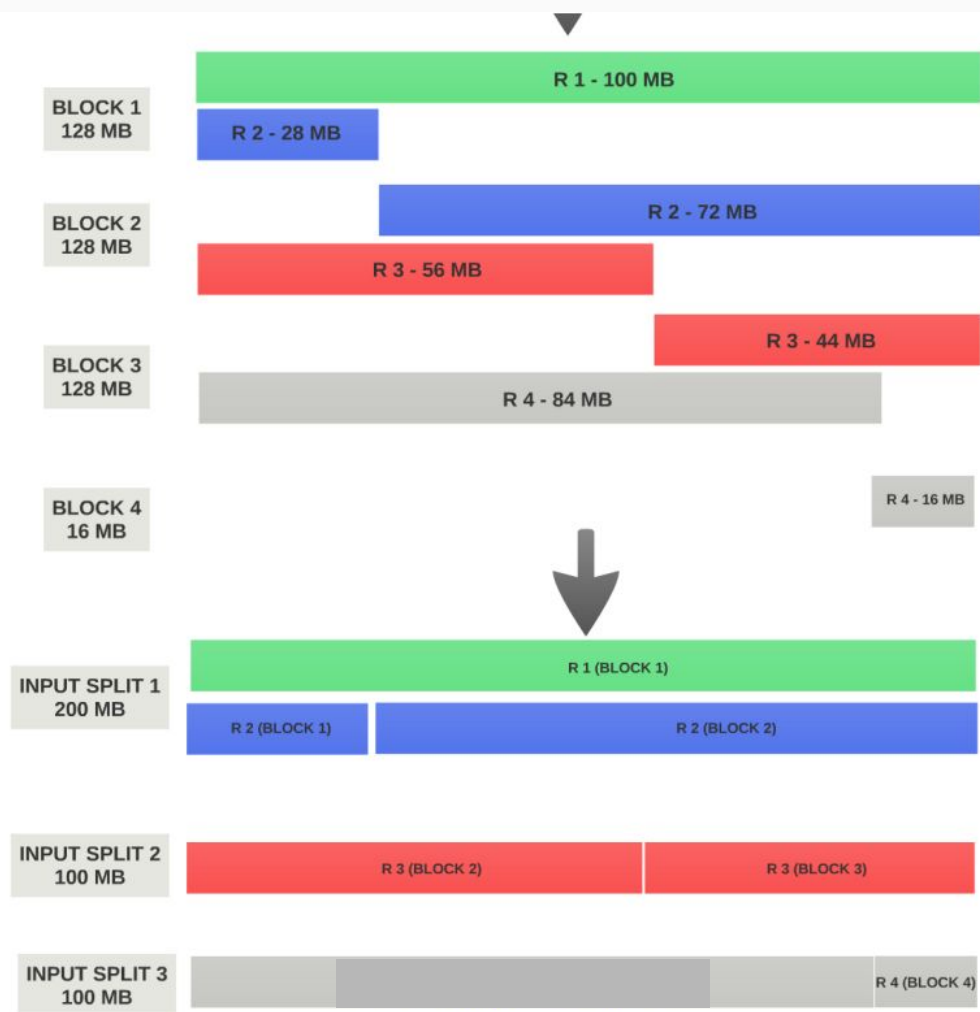 R 1 - 100 MB
BLOCK 1
128 MB
R 2 - 28 MB
R 2 - 72 MB
BLOCK 2
128 MB
R 3 - 56 MB
R 3 - 44 MB
BLOCK 3
128 MB
R 4 - 84 MB
BLOCK 4
16 MB
R 4 - 16 MB
R 1 (BLOCK 1)
INPUT SPLIT 1
200 MB
R 2 (BLOCK 1)
R 2 (BLOCK 2)
INPUT SPLIT 2
100 MB
R 3 (BLOCK 2)
R 3 (BLOCK 3)
INPUT SPLIT 3
100 MB
R 4 (BLOCK 4)